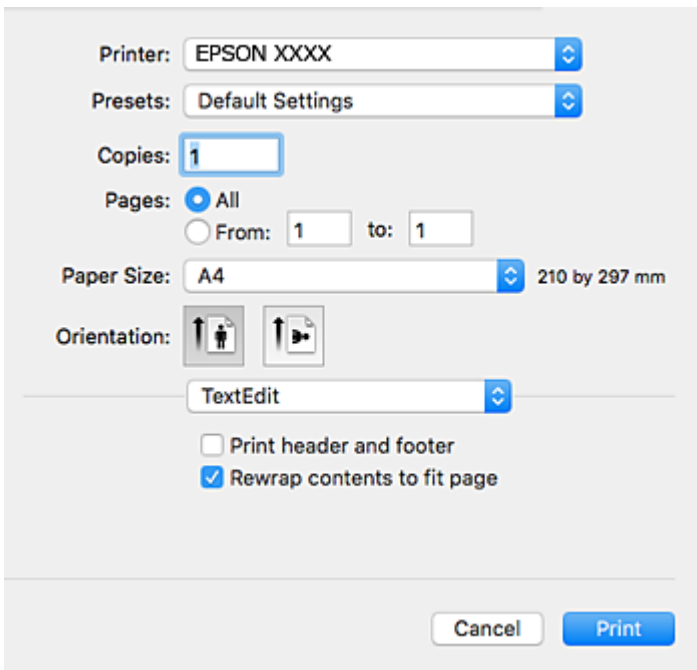 Printer: EPSON XXXX
Presets: Default Settings
Copies: 1
Pages: All
From: 1 to: 1
Paper Size: A4 210 by 297 mm
Orientation:
TextEdit
Print header and footer
Rewrap contents to fit page
Cancel Print